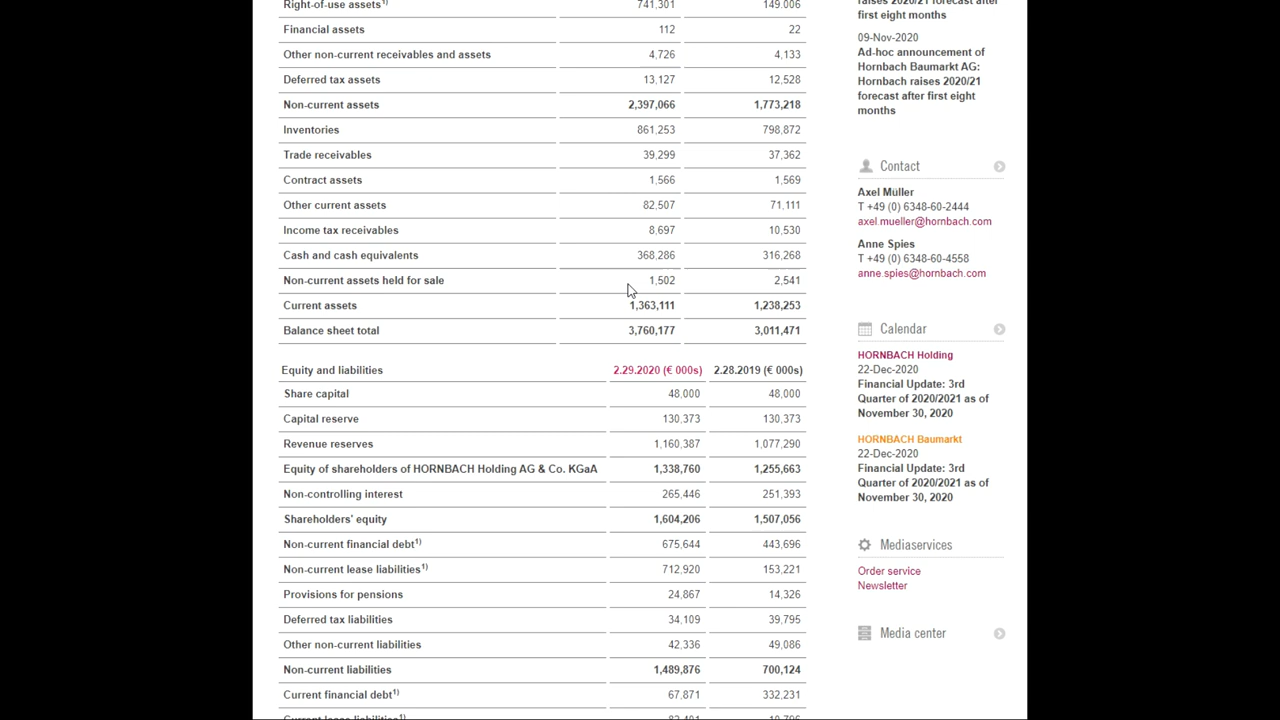 Right-of-use assets1) 741,301 149,006
Financial assets 112 22
Other non-current receivables and assets 4,726 4,133
Deferred tax assets 13,127 12,528
Non-current assets 2,397,066 1,773,218
Inventories 861,253 798,872
Trade receivables 39,299 37,362
Contract assets 1,566 1,569
Other current assets 82,507 71,111
Income tax receivables 8,697 10,530
Cash and cash equivalents 368,286 316,268
Non-current assets held for sale 1,502 2,541
Current assets 1,363,111 1,238,253
Balance sheet total 3,760,177 3,011,471
Equity and liabilities 2.29.2020 (€ 000s) 2.28.2019 (€ 000s)
Share capital 48,000 48,000
Capital reserve 130,373 130,373
Revenue reserves 1,160,387 1,077,290
Equity of shareholders of HORNBACH Holding AG & Co. KGaA 1,338,760 1,255,663
Non-controlling interest 265,446 251,393
Shareholders' equity 1,604,206 1,507,056
Non-current financial debt1) 675,644 443,696
Non-current lease liabilities1) 712,920 153,221
Provisions for pensions 24,867 14,326
Deferred tax liabilities 34,109 39,795
Other non-current liabilities 42,336 49,086
Non-current liabilities 1,489,876 700,124
Current financial debt1) 67,871 332,231
Current lease liabilities1)
raises 2020/21 forecast after
first eight months
09-Nov-2020
Ad-hoc announcement of
Hornbach Baumarkt AG:
Hornbach raises 2020/21
forecast after first eight
months
Contact
Axel Müller
T +49 (0) 6348-60-2444
axel.mueller@hornbach.com
Anne Spies
T +49 (0) 6348-60-4558
anne.spies@hornbach.com
Calendar
HORNBACH Holding
22-Dec-2020
Financial Update: 3rd
Quarter of 2020/2021 as of
November 30, 2020
HORNBACH Baumarkt
22-Dec-2020
Financial Update: 3rd
Quarter of 2020/2021 as of
November 30, 2020
Mediaservices
Order service
Newsletter
Media center